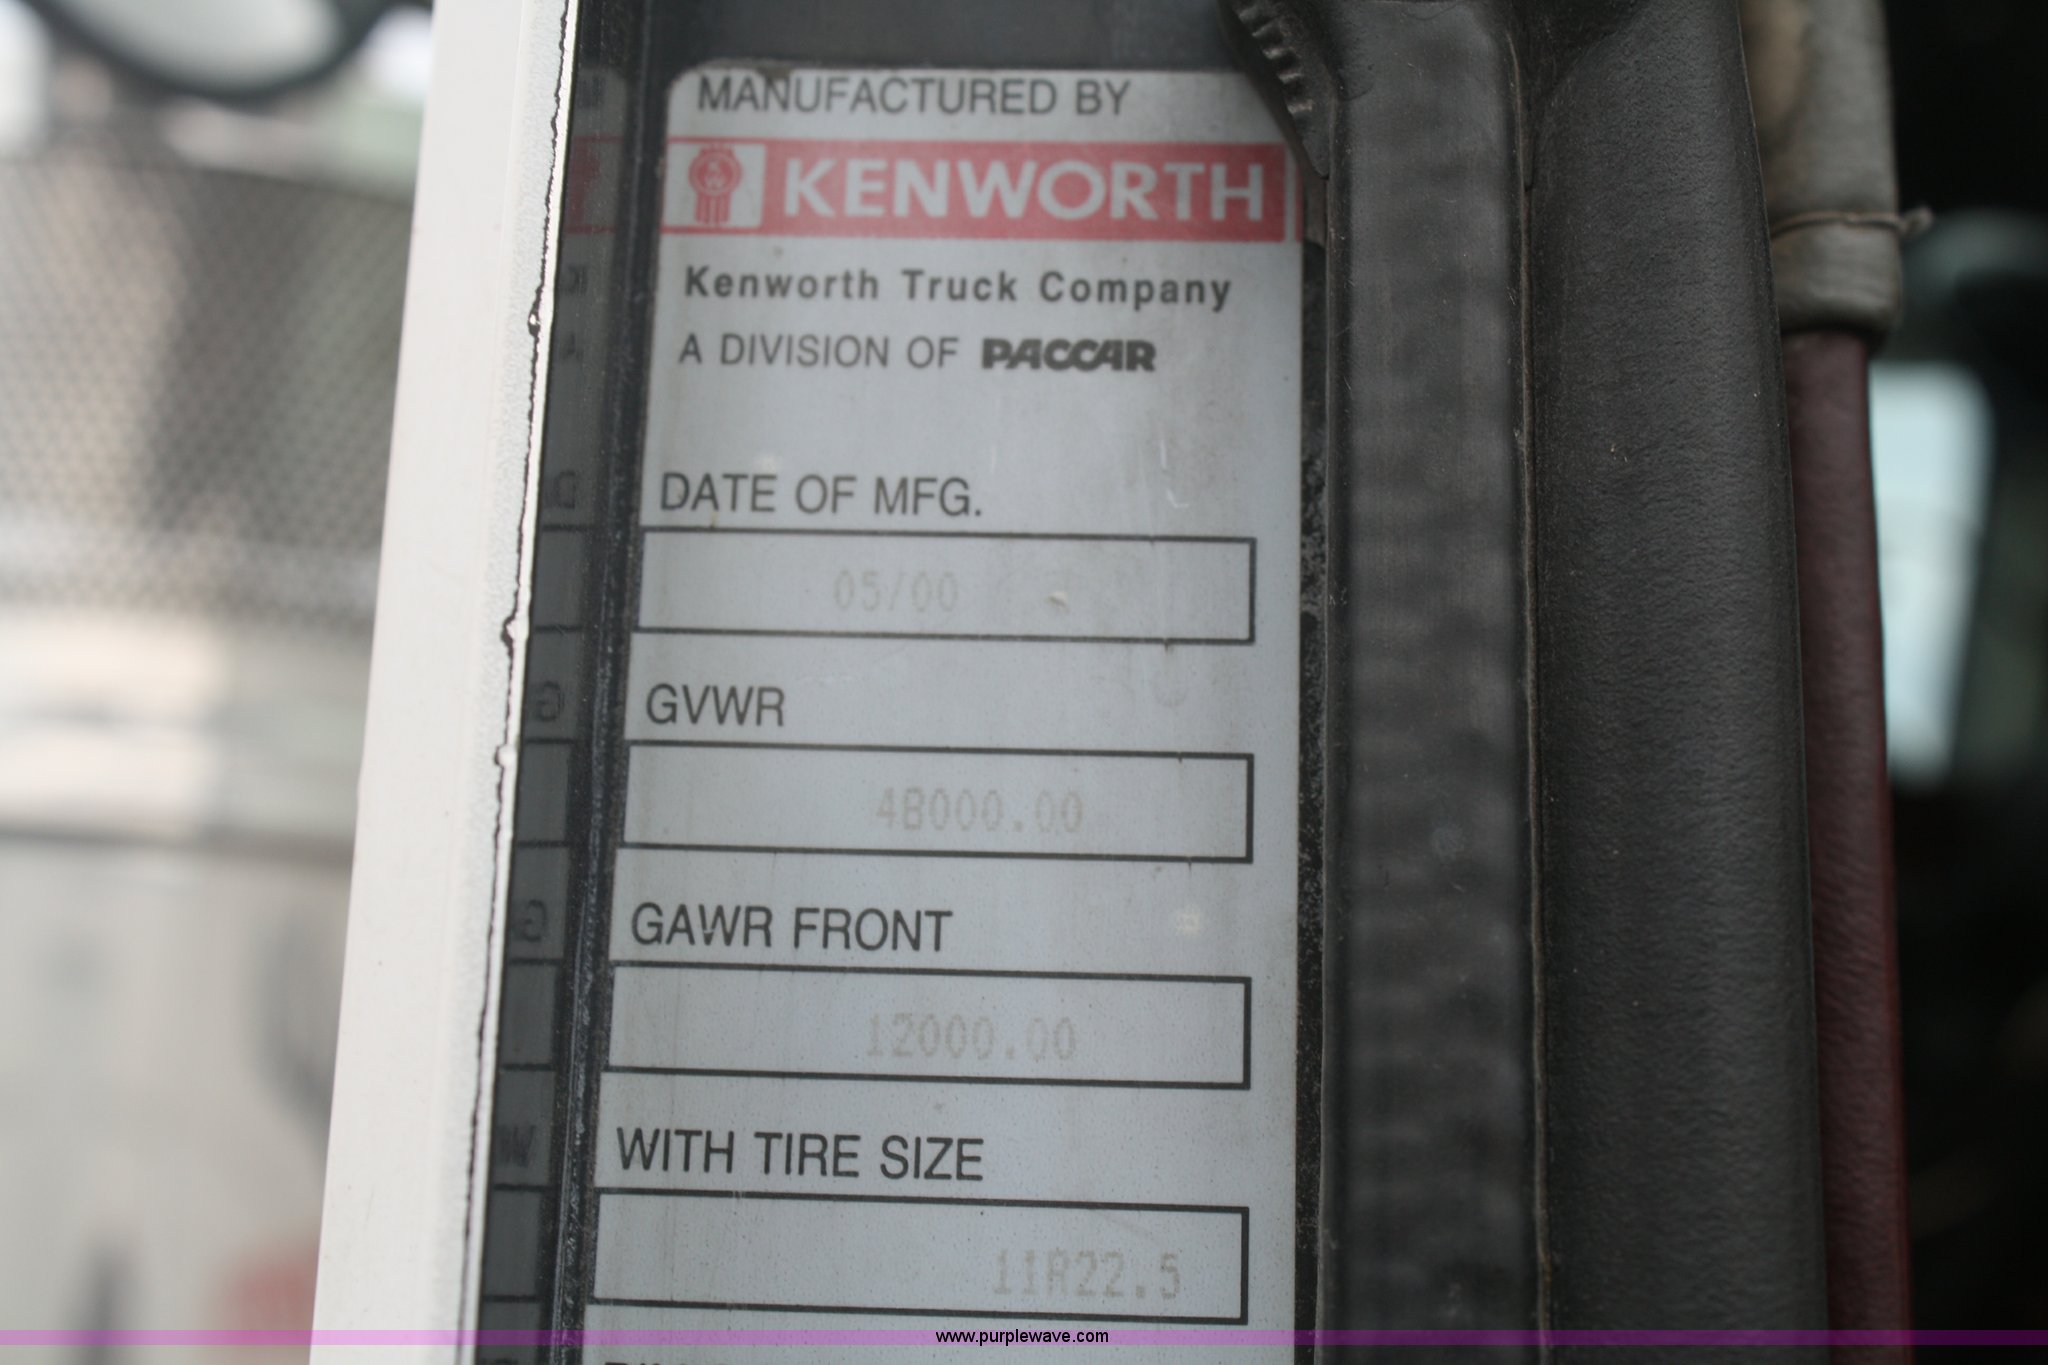 MANUFACTURED BY
KENWORTH
Kenworth Truck Company
A DIVISION OF PACCAR
DATE OF MFG.
05/00
GVWR
48000.00
GAWR FRONT
12000.00
WITH TIRE SIZE
11R22.5
www.purplewave.com